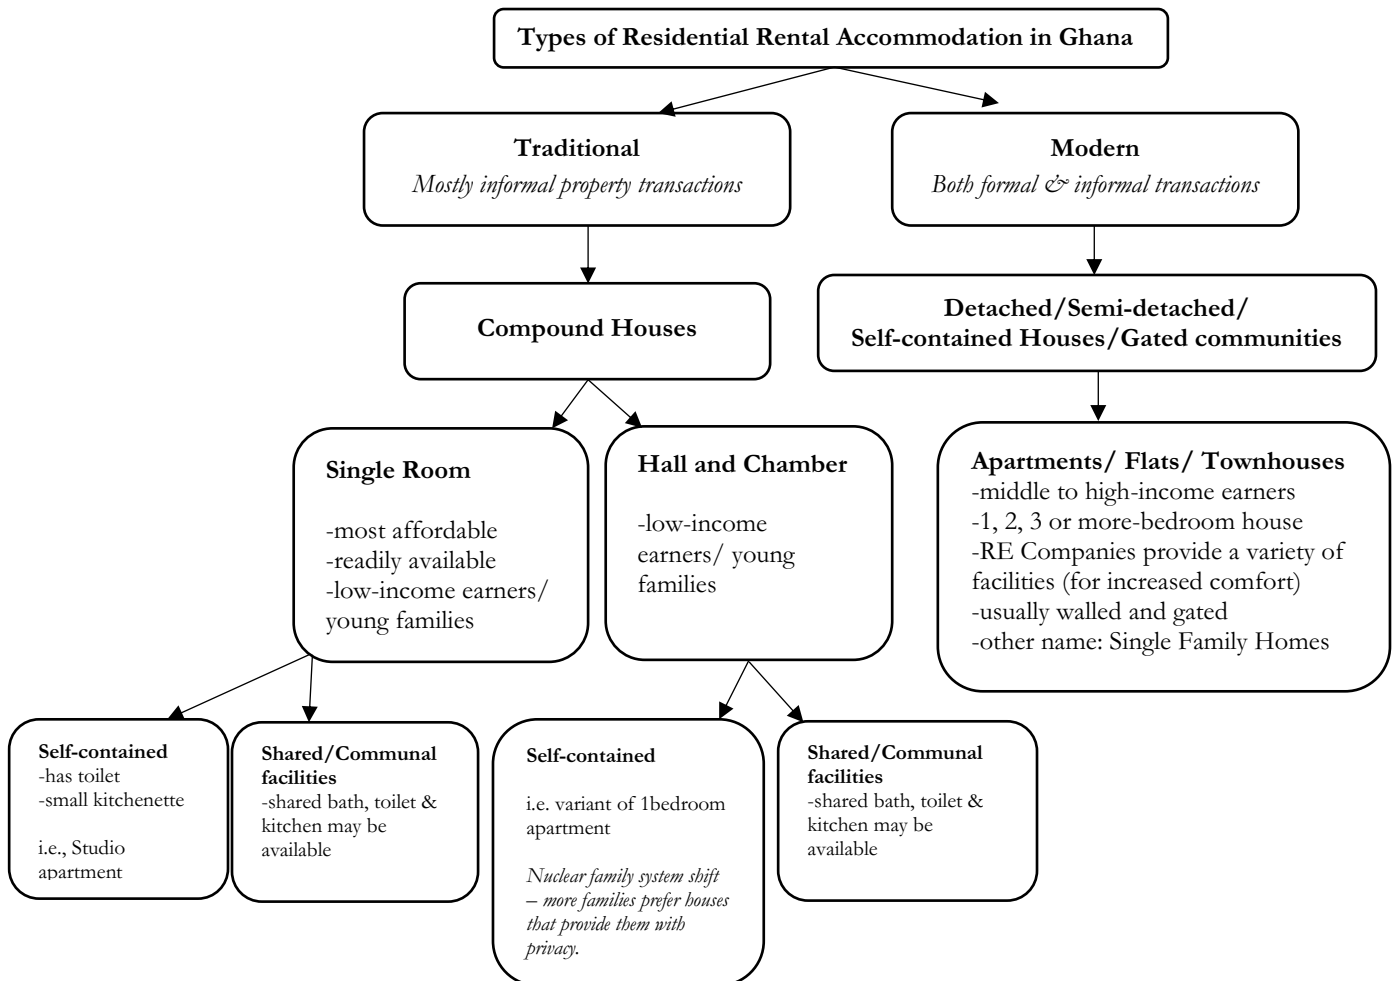 Types of Residential Rental Accommodation in Ghana
Traditional
Mostly informal property transactions
Modern
Both formal & informal transactions
Compound Houses
Detached/Semi-detached/
Self-contained Houses/Gated communities
Single Room
-most affordable
-readily available
-low-income earners/
young families
Hall and Chamber
-low-income
earners/ young
families
Apartments/ Flats/ Townhouses
-middle to high-income earners
-1, 2, 3 or more-bedroom house
-RE Companies provide a variety of
facilities (for increased comfort)
-usually walled and gated
-other name: Single Family Homes
Self-contained
-has toilet
-small kitchenette
i.e., Studio
apartment
Shared/Communal
facilities
-shared bath, toilet &
kitchen may be
available
Self-contained
i.e. variant of 1bedroom
apartment
Nuclear family system shift
– more families prefer houses
that provide them with
privacy.
Shared/Communal
facilities
-shared bath, toilet &
kitchen may be
available